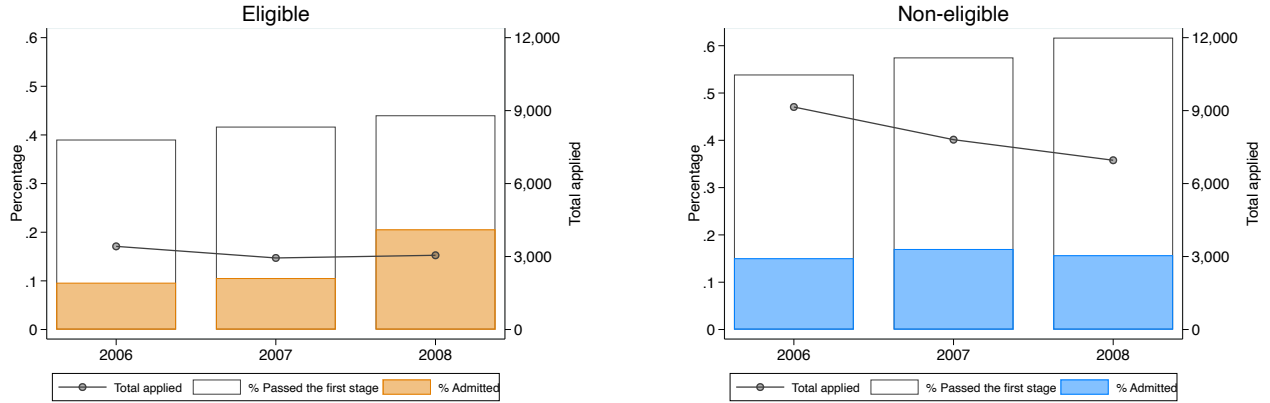 Eligible
.6
.5
.4
.3
.2
.1
0
Percentage
12,000
9,000
6,000
3,000
0
Total applied
2006 2007 2008
Total applied % Passed the first stage % Admitted
Non-eligible
.6
.5
.4
.3
.2
.1
0
Percentage
12,000
9,000
6,000
3,000
0
Total applied
2006 2007 2008
Total applied % Passed the first stage % Admitted